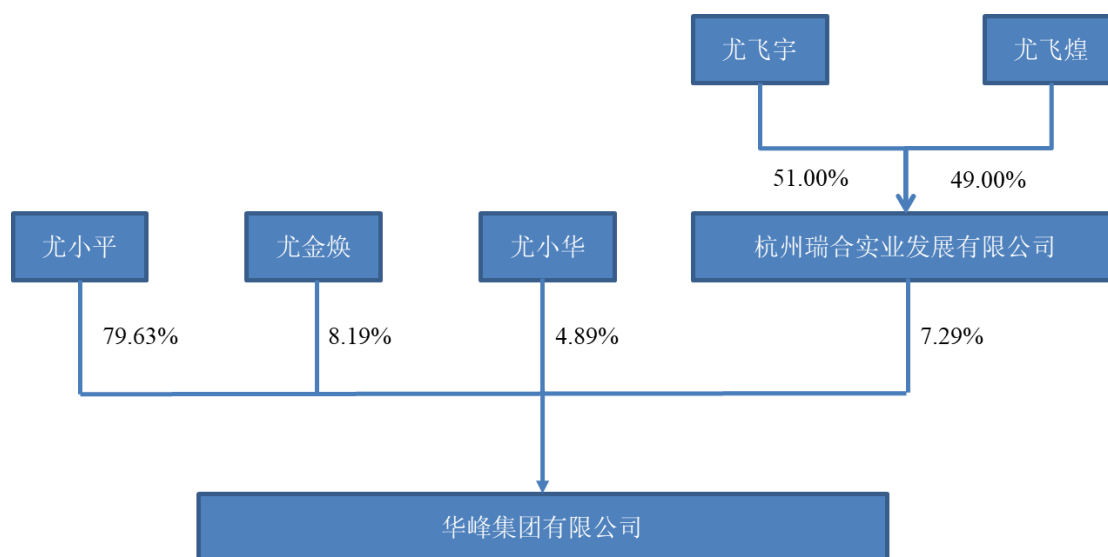 尤飞宇
尤飞煌
51.00%
49.00%
尤小平
尤金焕
尤小华
杭州瑞合实业发展有限公司
79.63%
8.19%
4.89%
7.29%
华峰集团有限公司